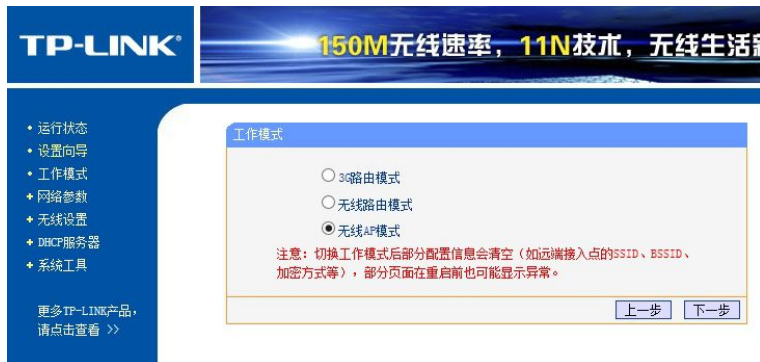 TP-LINK®
150M无线速率，11N技术，无线生活新
• 运行状态
• 设置向导
• 工作模式
+ 网络参数
+ 无线设置
+ DHCP服务器
+ 系统工具
更多TP-LINK产品，
请点击查看 >>
工作模式
3G路由模式
无线路由模式
无线AP模式
注意：切换工作模式后部分配置信息会清空（如远端接入点的SSID、BSSID、
加密方式等），部分页面在重启前也可能显示异常。
上一步 下一步